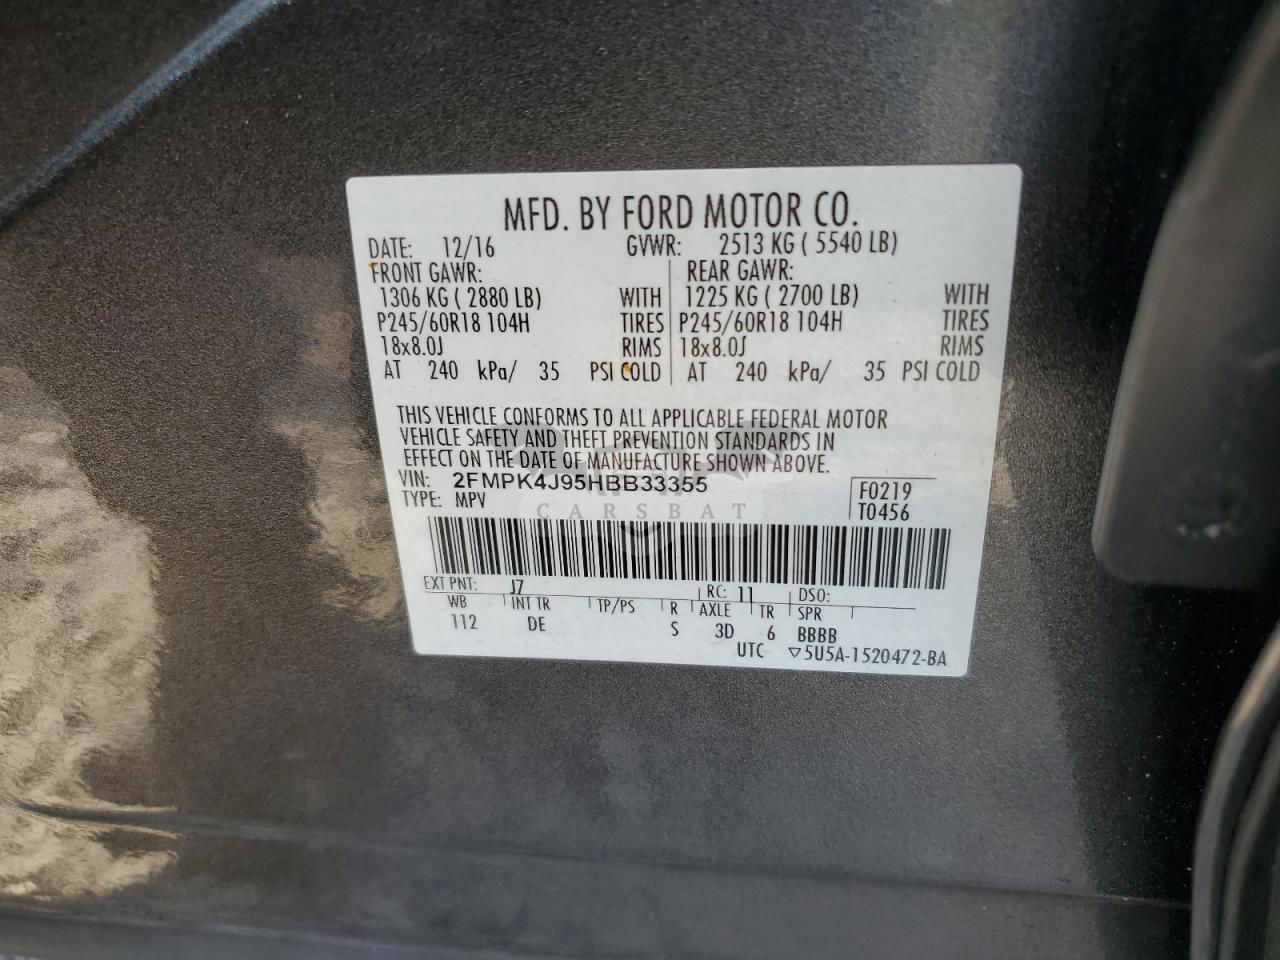 MFD. BY FORD MOTOR CO.
DATE: 12/16 GVWR: 2513 KG ( 5540 LB)
FRONT GAWR: REAR GAWR:
1306 KG ( 2880 LB) WITH 1225 KG ( 2700 LB) WITH
P245/60R18 104H TIRES P245/60R18 104H TIRES
18x8.0J RIMS 18x8.0J RIMS
AT 240 kPa/ 35 PSI COLD AT 240 kPa/ 35 PSI COLD
THIS VEHICLE CONFORMS TO ALL APPLICABLE FEDERAL MOTOR
VEHICLE SAFETY AND THEFT PREVENTION STANDARDS IN
EFFECT ON THE DATE OF MANUFACTURE SHOWN ABOVE.
VIN: 2FMPK4J95HBB33355 F0219
TYPE: MPV T0456
CARSBAT
EXT PNT: J7 RC: 11 DSO:
WB INT TR TP/PS R AXLE TR SPR
112 DE S 3D 6 BBBB
UTC ▽5U5A-1520472-BA